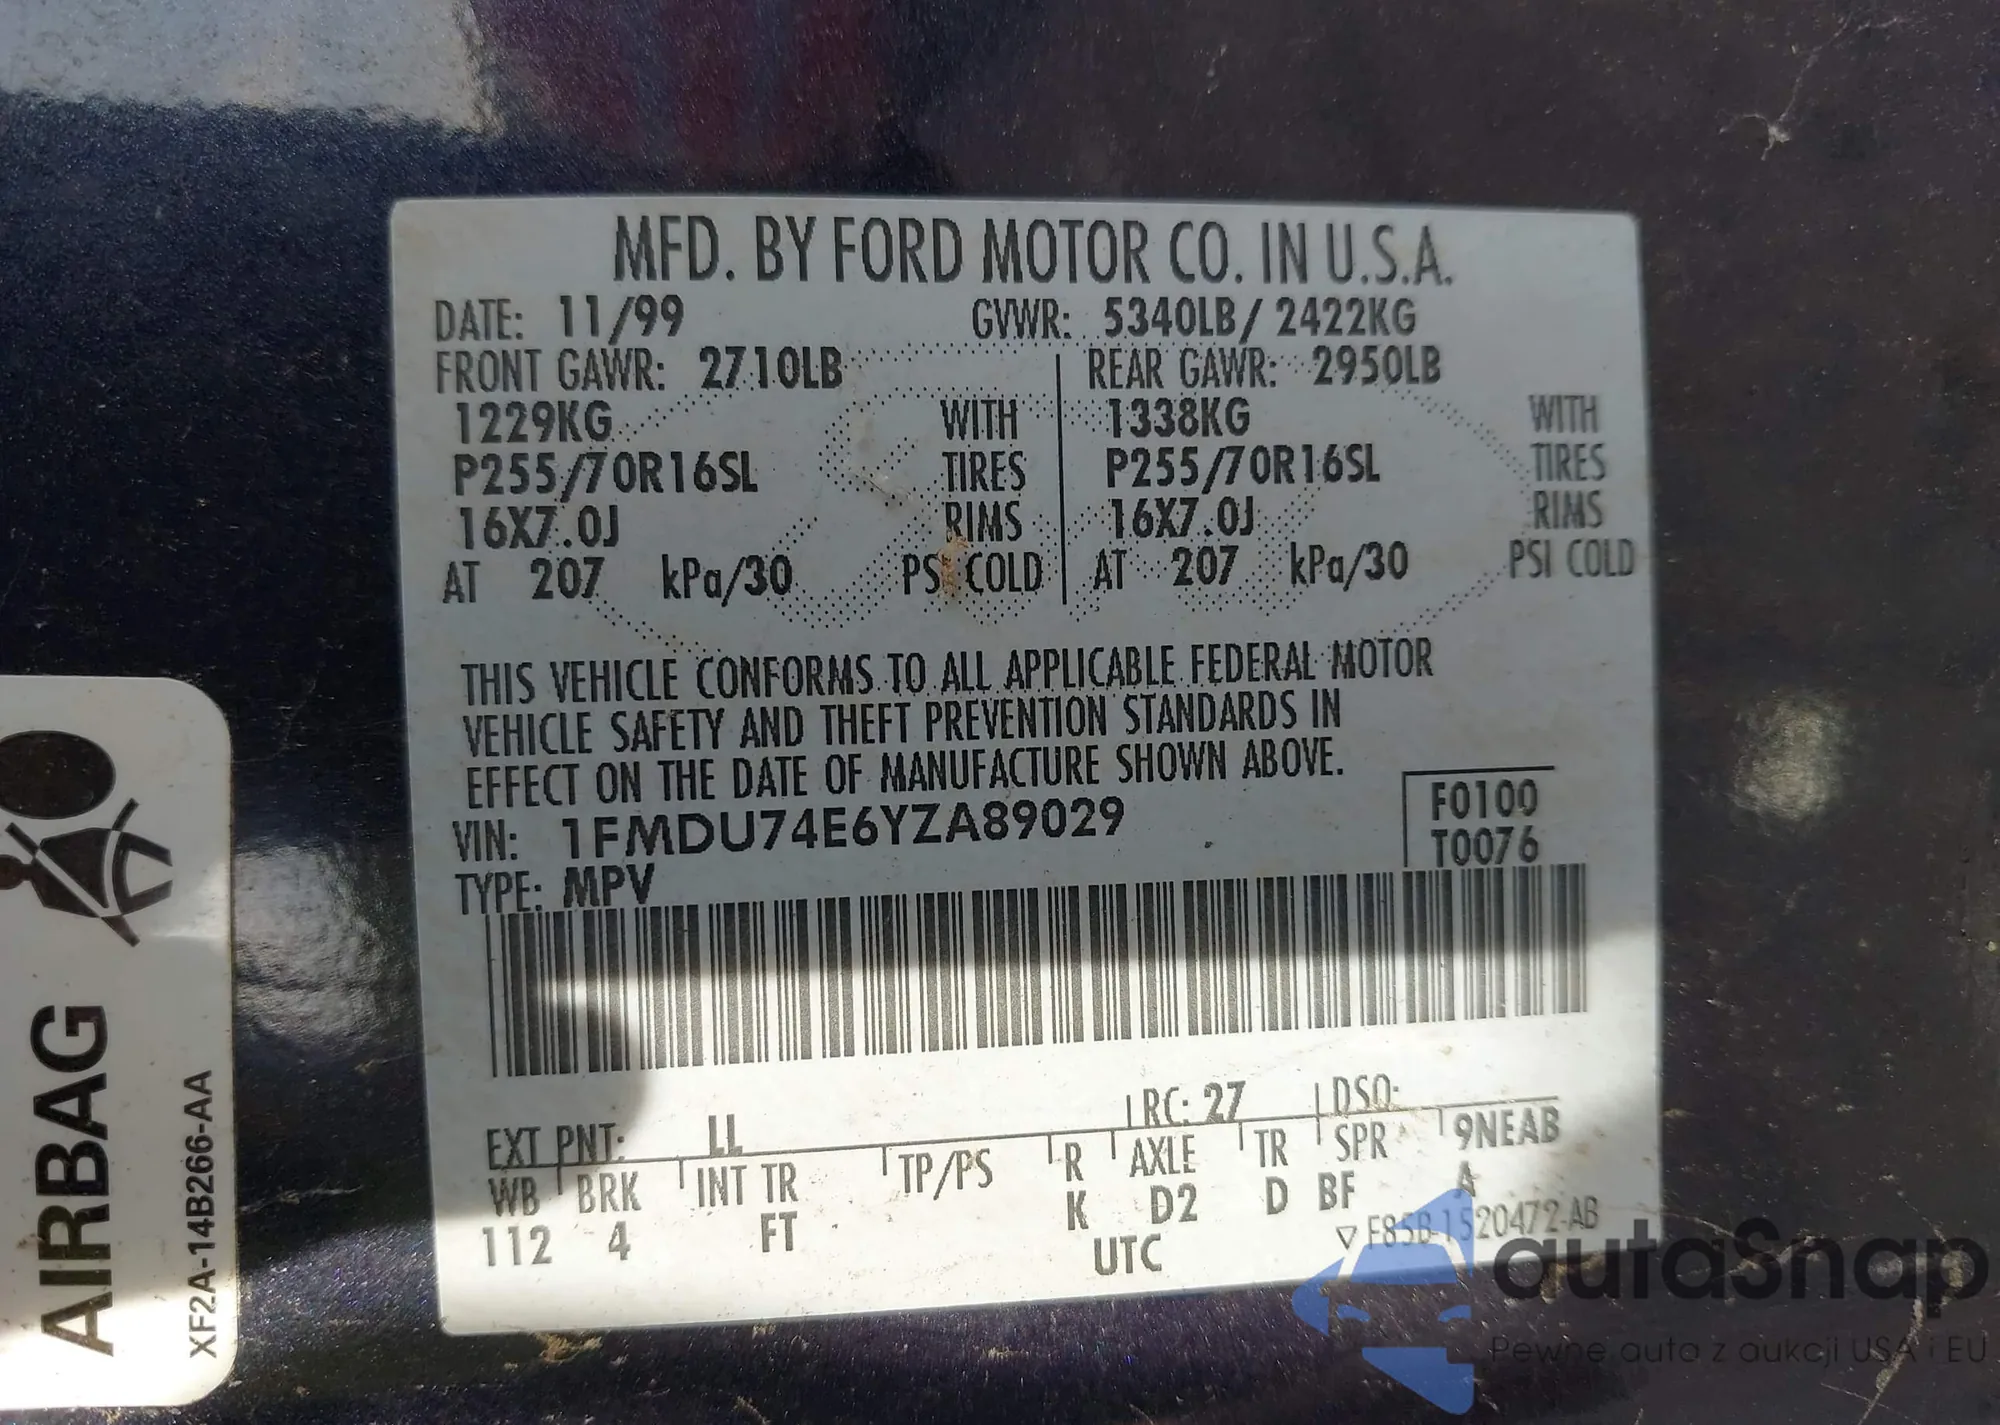 MFD. BY FORD MOTOR CO. IN U.S.A.
DATE: 11/99 GVWR: 5340LB/ 2422KG
FRONT GAWR: 2710LB REAR GAWR: 2950LB
1229KG WITH 1338KG WITH
P255/70R16SL TIRES P255/70R16SL TIRES
16X7.0J RIMS 16X7.0J RIMS
AT 207 kPa/30 PSI COLD AT 207 kPa/30 PSI COLD
THIS VEHICLE CONFORMS TO ALL APPLICABLE FEDERAL MOTOR
VEHICLE SAFETY AND THEFT PREVENTION STANDARDS IN
EFFECT ON THE DATE OF MANUFACTURE SHOWN ABOVE.
VIN: 1FMDU74E6YZA89029 F0100
TYPE: MPV T0076
EXT PNT: LL RC: 27 DSO:
WB BRK INT TR TP/PS R AXLE TR SPR 9NEAB
112 4 FT K D2 D BF A
UTC ▽ F85B-1520472-AB
AIRBAG
XF2A-14B266-AA
autaSnap
Pewne auta z aukcji USA i EU